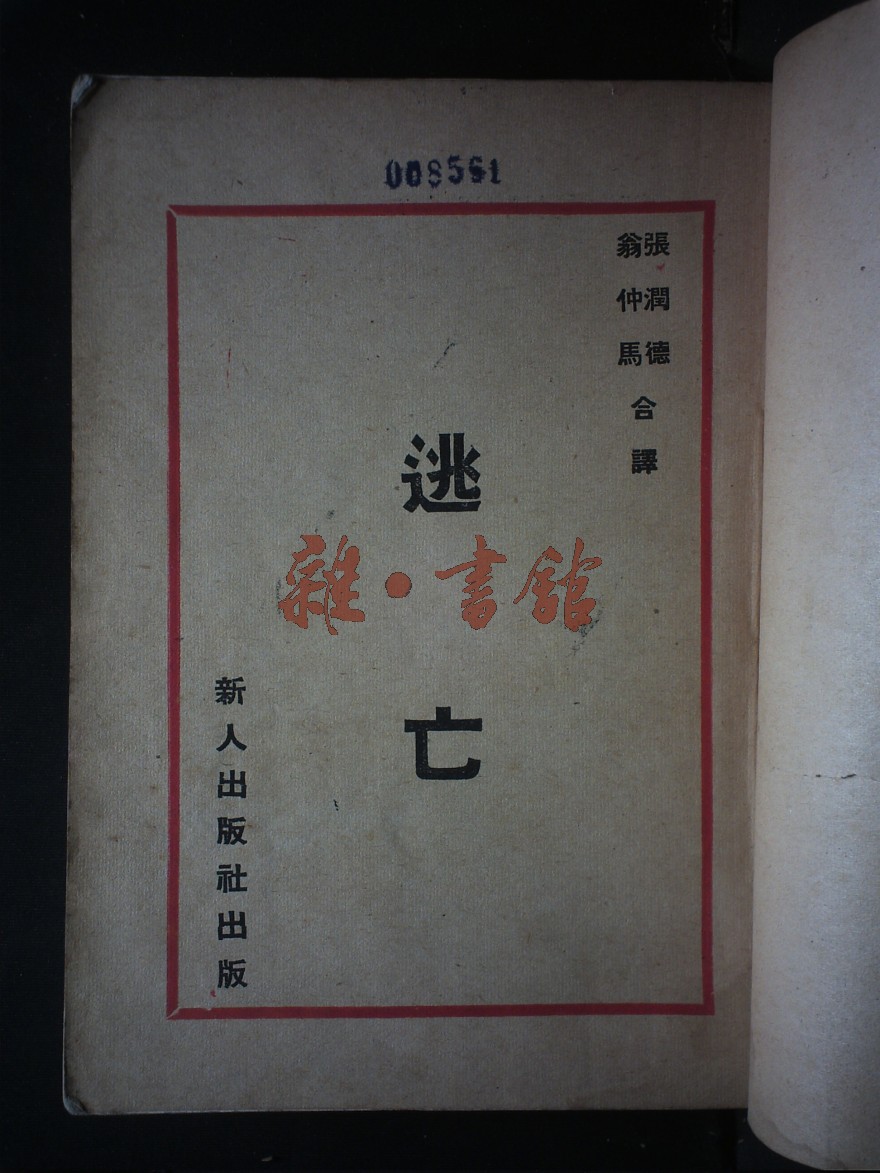 008561
張潤德
翁仲馬
合譯
逃亡
雜·書館
新人出版社出版